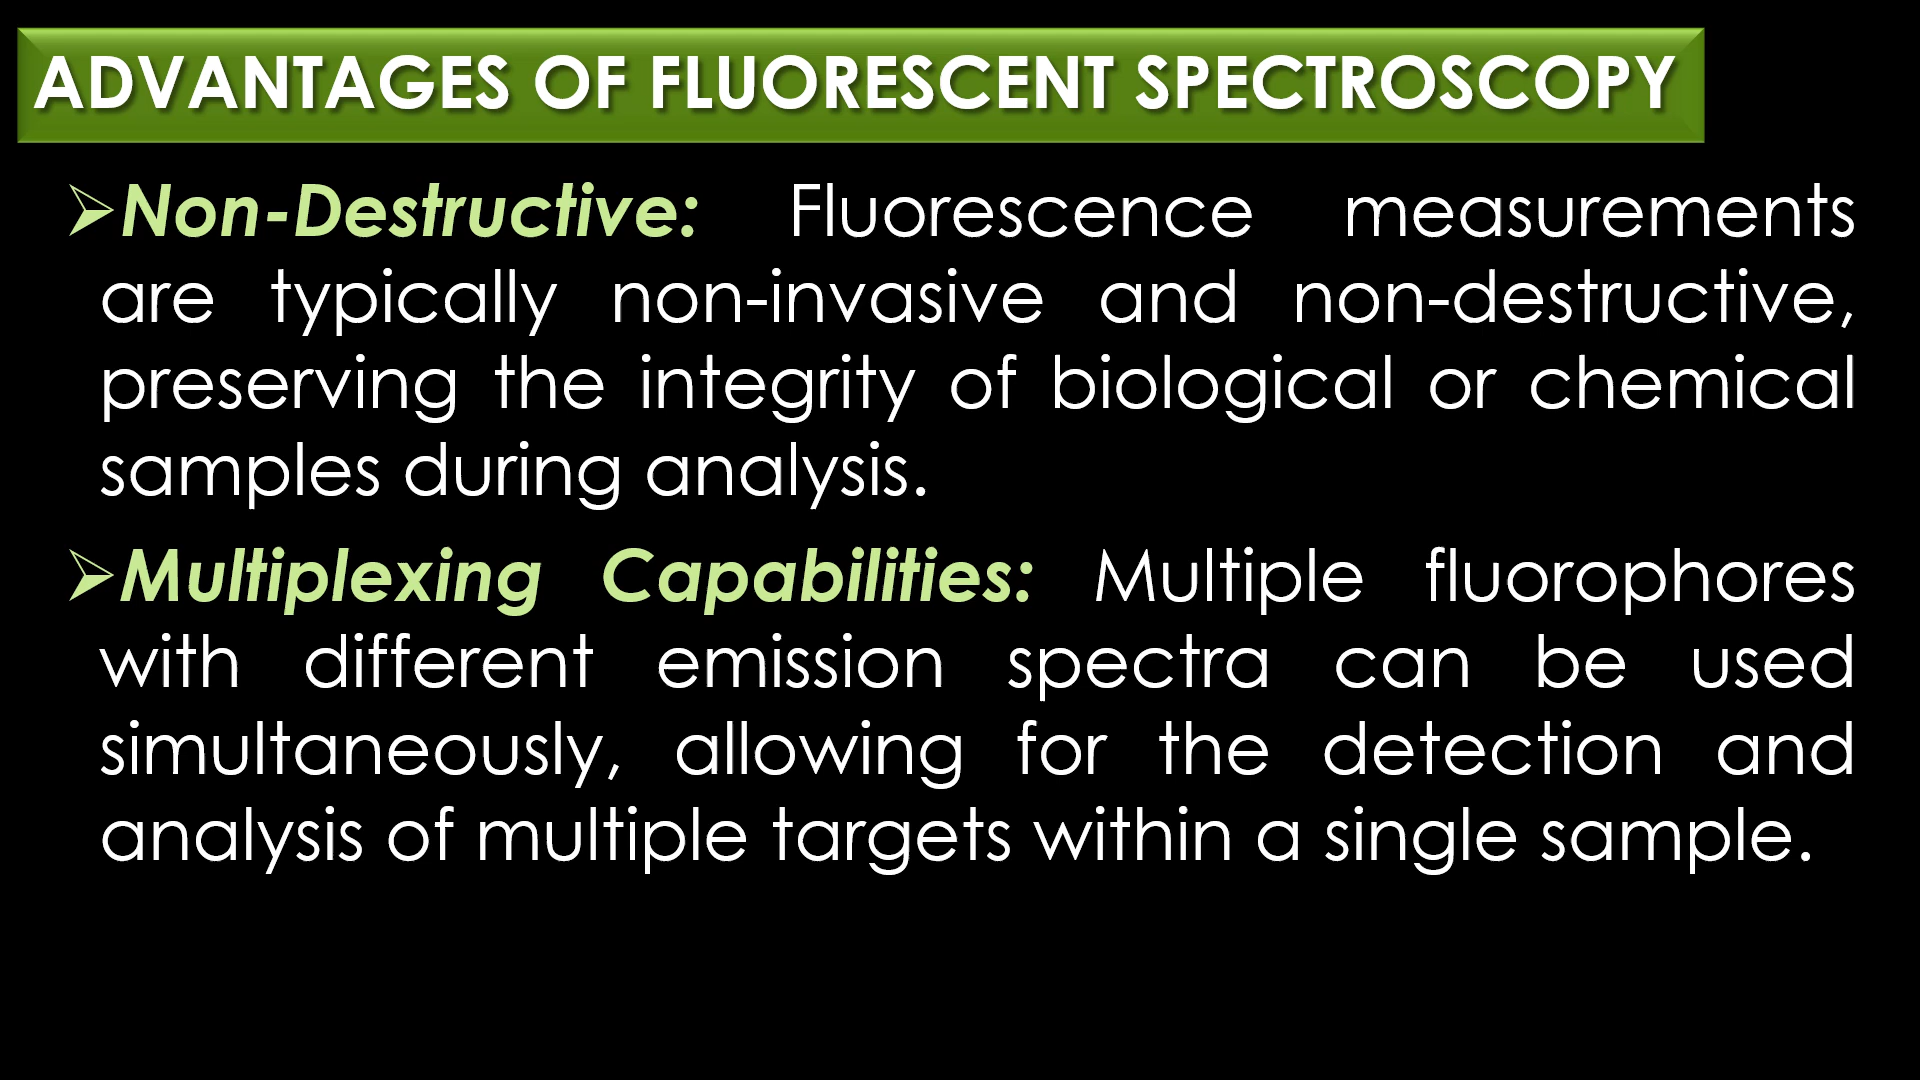 ADVANTAGES OF FLUORESCENT SPECTROSCOPY
➢Non-Destructive: Fluorescence measurements
are typically non-invasive and non-destructive,
preserving the integrity of biological or chemical
samples during analysis.
➢Multiplexing Capabilities: Multiple fluorophores
with different emission spectra can be used
simultaneously, allowing for the detection and
analysis of multiple targets within a single sample.